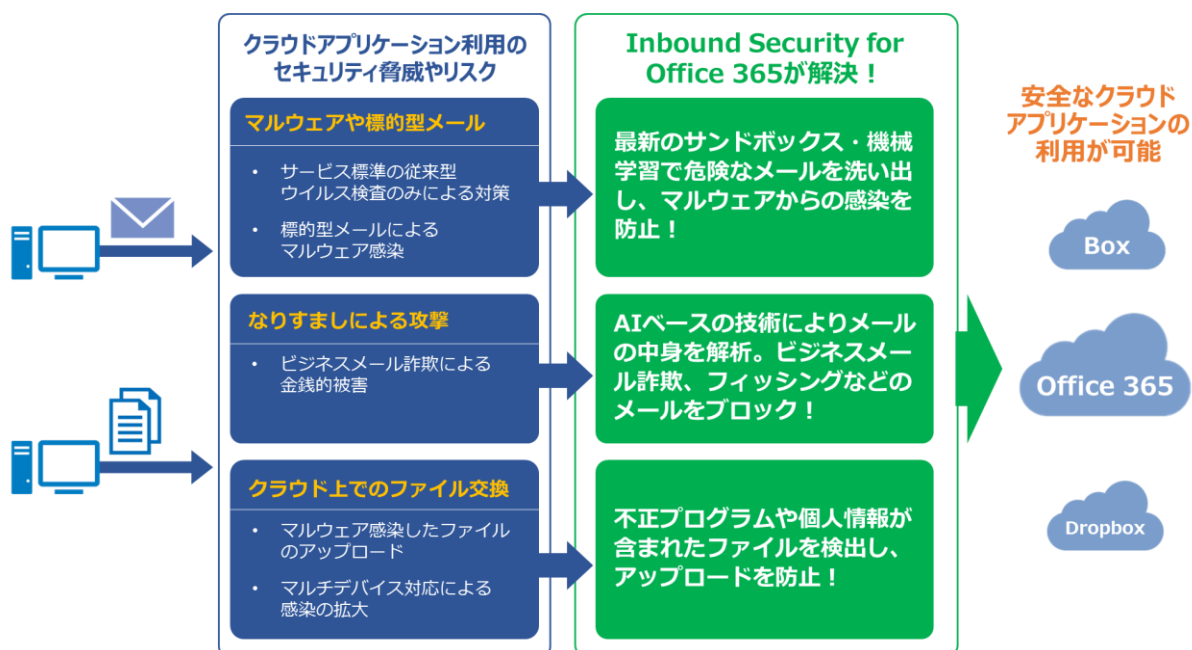 クラウドアプリケーション利用の
セキュリティ脅威やリスク
マルウェアや標的型メール
• サービス標準の従来型
ウイルス検査のみによる対策
• 標的型メールによる
マルウェア感染
なりすましによる攻撃
• ビジネスメール詐欺による
金銭的被害
クラウド上でのファイル交換
• マルウェア感染したファイル
のアップロード
• マルチデバイス対応による
感染の拡大
Inbound Security for
Office 365が解決！
最新のサンドボックス・機械
学習で危険なメールを洗い出
し、マルウェアからの感染を
防止！
AIベースの技術によりメール
の中身を解析。ビジネスメー
ル詐欺、フィッシングなどの
メールをブロック！
不正プログラムや個人情報が
含まれたファイルを検出し、
アップロードを防止！
安全なクラウド
アプリケーションの
利用が可能
Box
Office 365
Dropbox